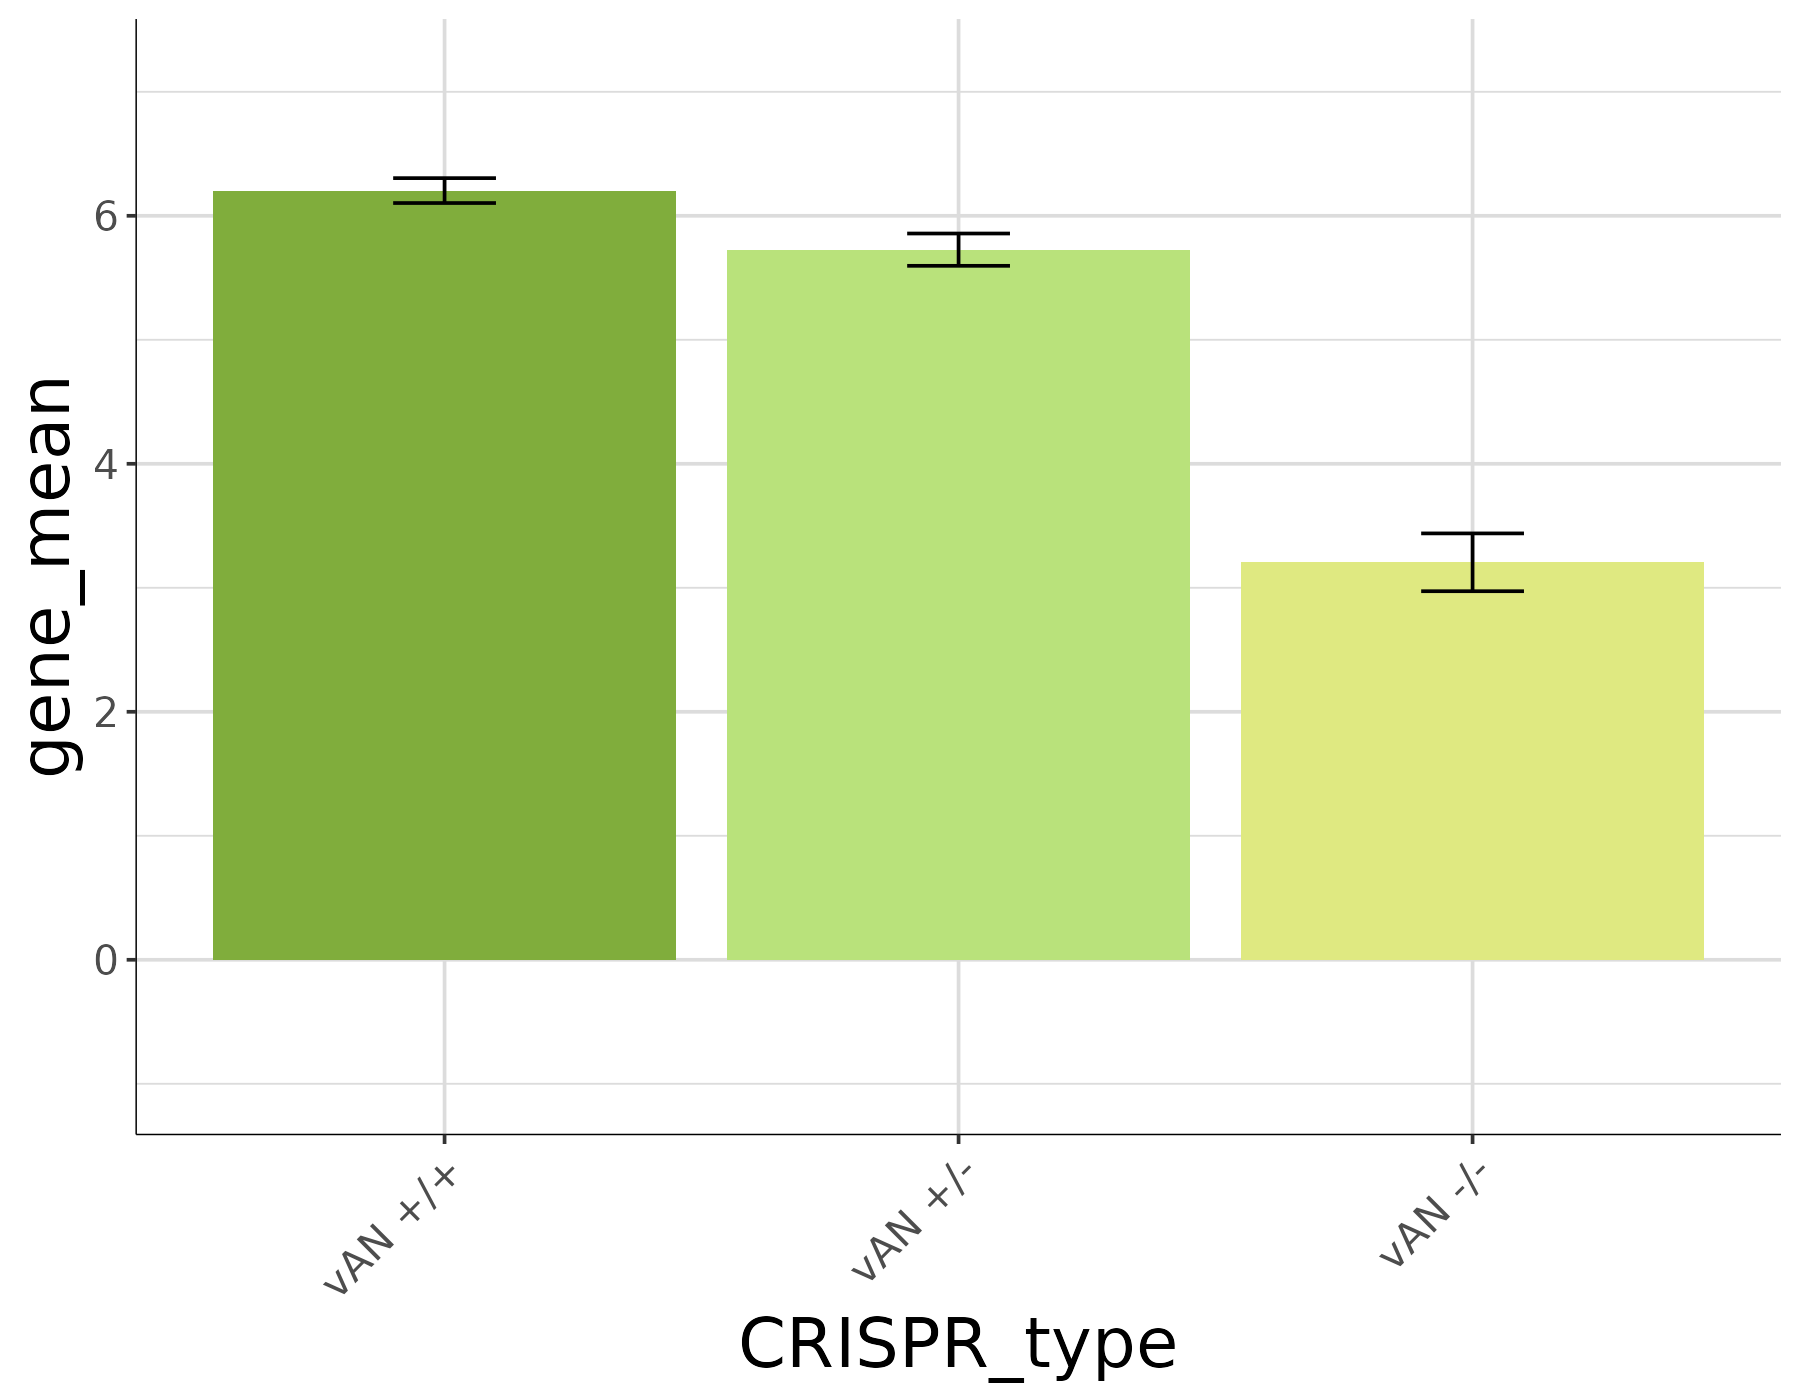 gene_mean
6
4
2
0
vAN +/+
vAN +/-
vAN -/-
CRISPR_type